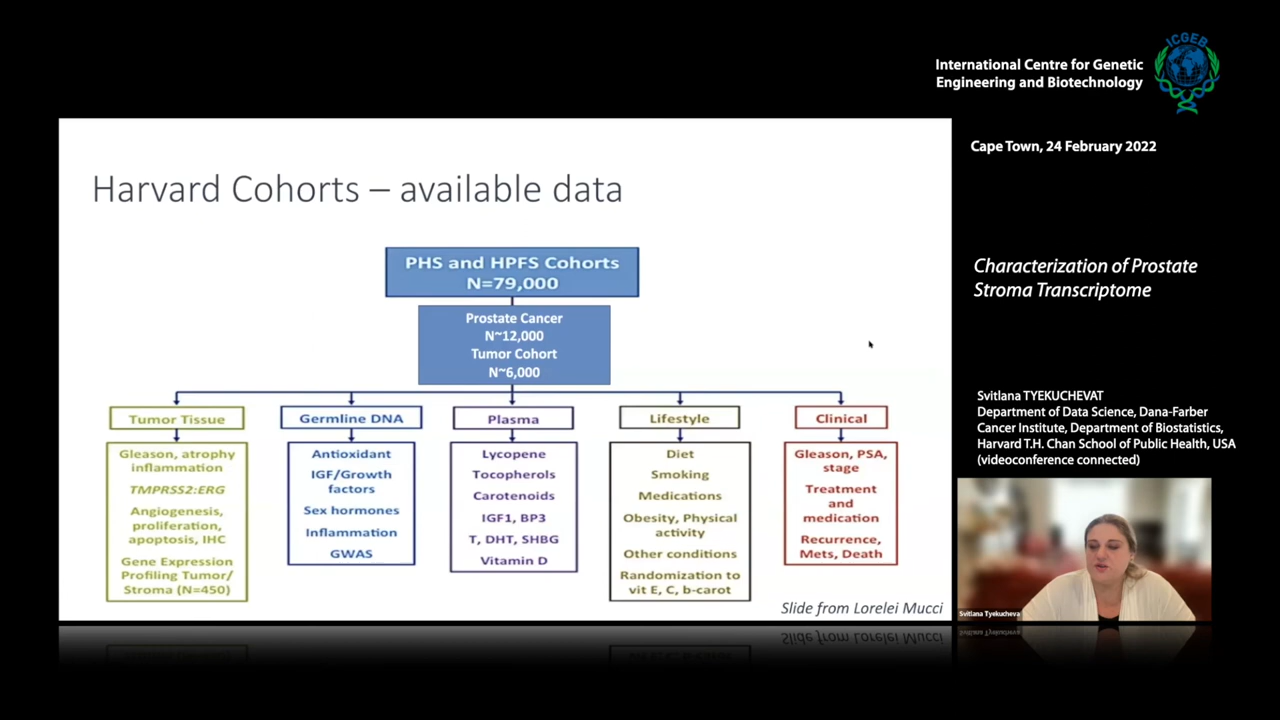 ICGEB
International Centre for Genetic
Engineering and Biotechnology
Cape Town, 24 February 2022
Harvard Cohorts – available data
PHS and HPFS Cohorts
N=79,000
Prostate Cancer
N~12,000
Tumor Cohort
N~6,000
Tumor Tissue
Gleason, atrophy
inflammation
TMPRSS2:ERG
Angiogenesis,
proliferation,
apoptosis, IHC
Gene Expression
Profiling Tumor/
Stroma (N=450)
Germline DNA
Antioxidant
IGF/Growth
factors
Sex hormones
Inflammation
GWAS
Plasma
Lycopene
Tocopherols
Carotenoids
IGF1, BP3
T, DHT, SHBG
Vitamin D
Lifestyle
Diet
Smoking
Medications
Obesity, Physical
activity
Other conditions
Randomization to
vit E, C, b-carot
Clinical
Gleason, PSA,
stage
Treatment
and
medication
Recurrence,
Mets, Death
Slide from Lorelei Mucci
Characterization of Prostate
Stroma Transcriptome
Svitlana TYEKUCHEVAT
Department of Data Science, Dana-Farber
Cancer Institute, Department of Biostatistics,
Harvard T.H. Chan School of Public Health, USA
(videoconference connected)
Svitlana Tyekucheva